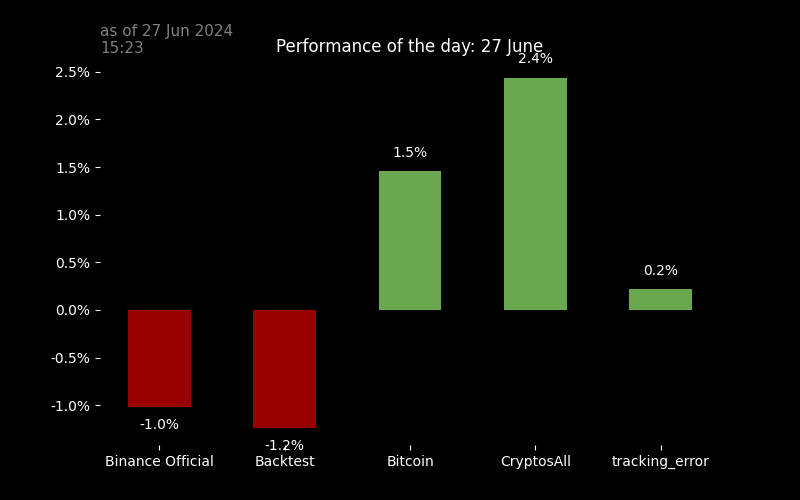 as of 27 Jun 2024
15:23
Performance of the day: 27 June
2.5%
2.0%
1.5%
1.0%
0.5%
0.0%
-0.5%
-1.0%
-1.0%
-1.2%
1.5%
2.4%
0.2%
Binance Official
Backtest
Bitcoin
CryptosAll
tracking_error